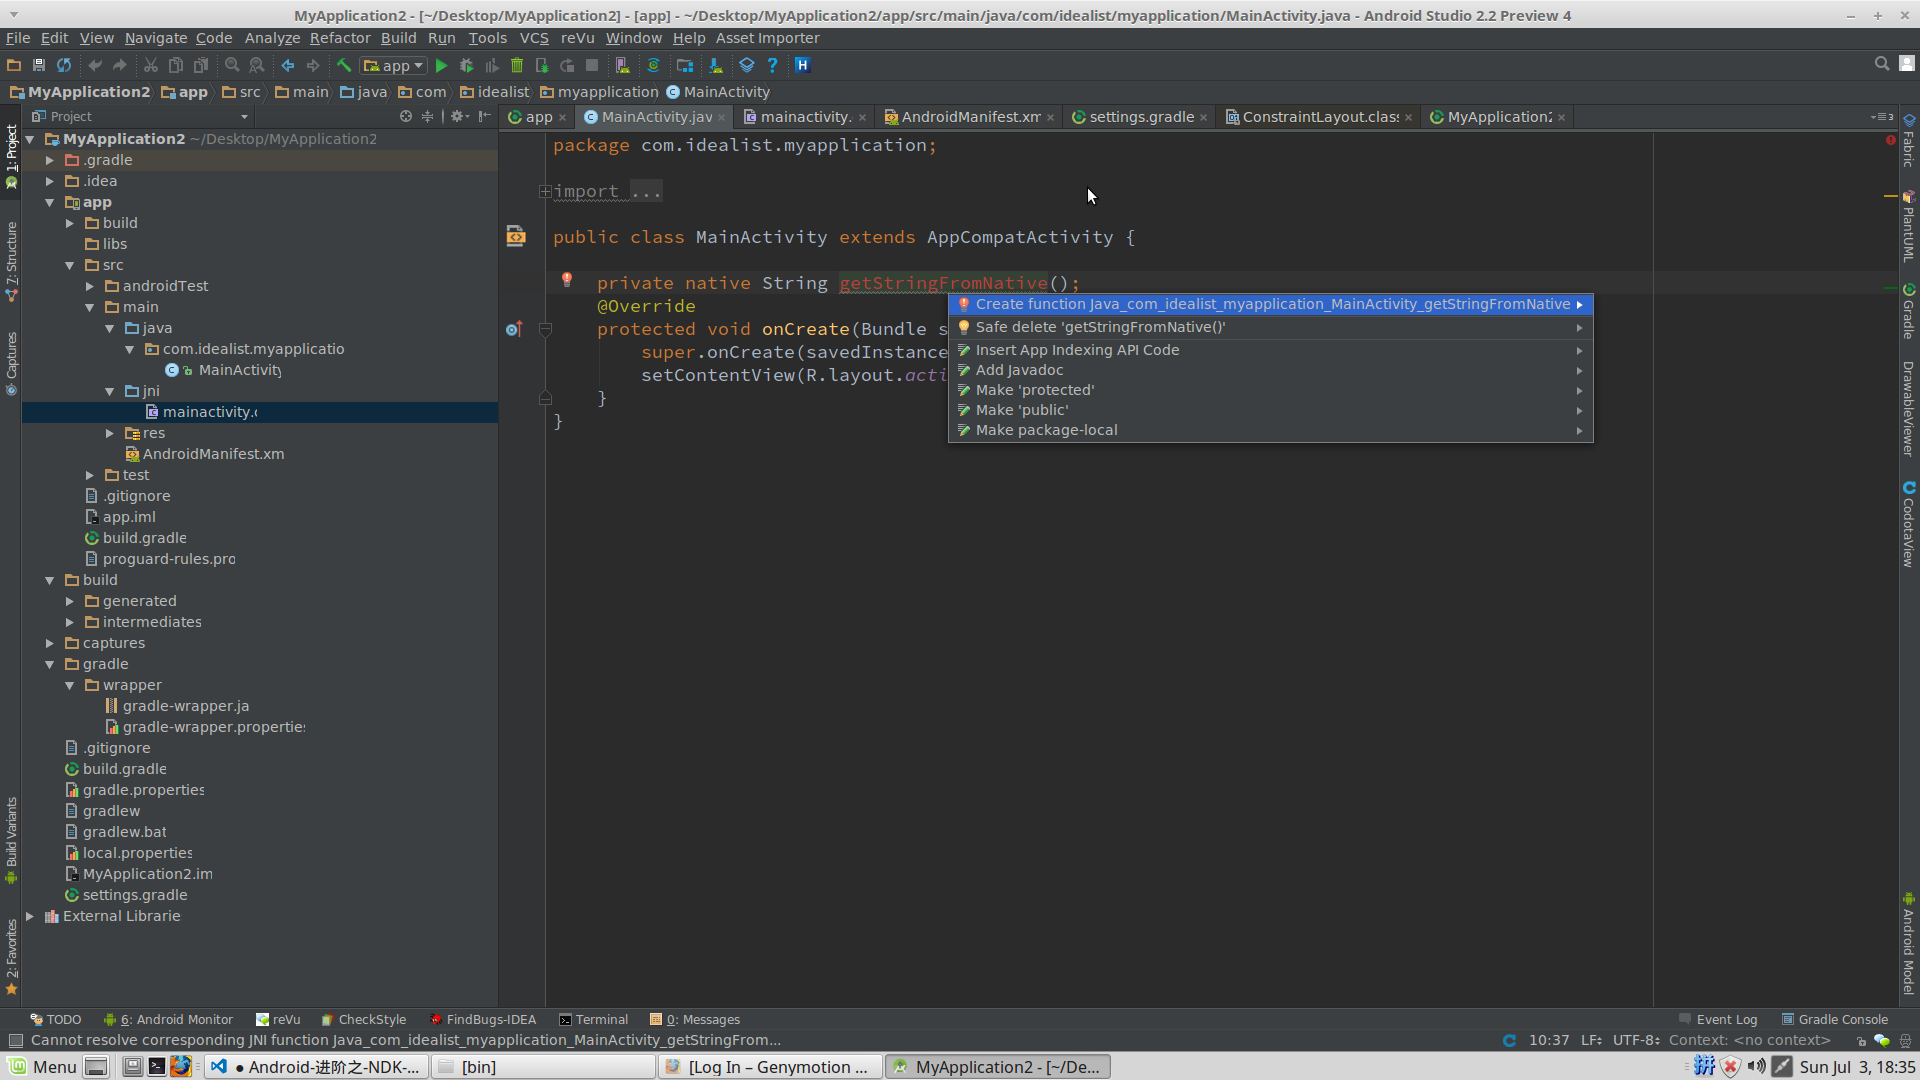 MyApplication2 - [~/Desktop/MyApplication2] - [app] - ~/Desktop/MyApplication2/app/src/main/java/com/idealist/myapplication/MainActivity.java - Android Studio 2.2 Preview 4
File Edit View Navigate Code Analyze Refactor Build Run Tools VCS reVu Window Help Asset Importer
app
MyApplication2 app src main java com idealist myapplication MainActivity
Project
app MainActivity.jav mainactivity. AndroidManifest.xm settings.gradle ConstraintLayout.class MyApplication2
MyApplication2 ~/Desktop/MyApplication2
.gradle
.idea
app
build
libs
src
androidTest
main
java
com.idealist.myapplicatio
MainActivity
jni
mainactivity.c
res
AndroidManifest.xm
test
.gitignore
app.iml
build.gradle
proguard-rules.pro
build
generated
intermediates
captures
gradle
wrapper
gradle-wrapper.ja
gradle-wrapper.properties
.gitignore
build.gradle
gradle.properties
gradlew
gradlew.bat
local.properties
MyApplication2.im
settings.gradle
External Librarie
1: Project
7: Structure
Captures
Build Variants
2: Favorites
package com.idealist.myapplication;
import ...
public class MainActivity extends AppCompatActivity {
private native String getStringFromNative();
@Override
protected void onCreate(Bundle s
super.onCreate(savedInstance
setContentView(R.layout.acti
}
}
Create function Java_com_idealist_myapplication_MainActivity_getStringFromNative
Safe delete 'getStringFromNative()'
Insert App Indexing API Code
Add Javadoc
Make 'protected'
Make 'public'
Make package-local
Fabric
PlantUML
Gradle
DrawableViewer
CodotaView
Android Model
TODO 6: Android Monitor reVu CheckStyle FindBugs-IDEA Terminal 0: Messages Event Log Gradle Console
Cannot resolve corresponding JNI function Java_com_idealist_myapplication_MainActivity_getStringFrom... 10:37 LF UTF-8 Context: <no context>
Menu ● Android-进阶之-NDK-... [bin] [Log In – Genymotion ... MyApplication2 - [~/De... 拼 Sun Jul 3, 18:35